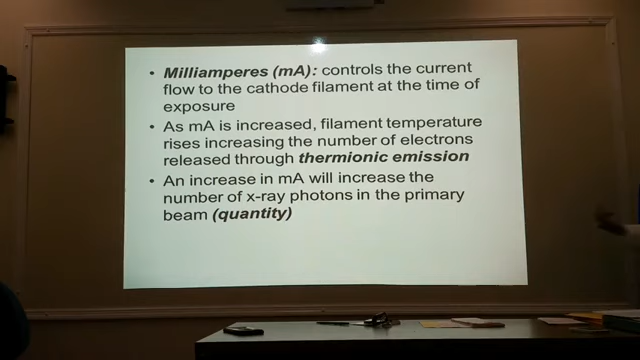 • Milliamperes (mA): controls the current
flow to the cathode filament at the time of
exposure
• As mA is increased, filament temperature
rises increasing the number of electrons
released through thermionic emission
• An increase in mA will increase the
number of x-ray photons in the primary
beam (quantity)